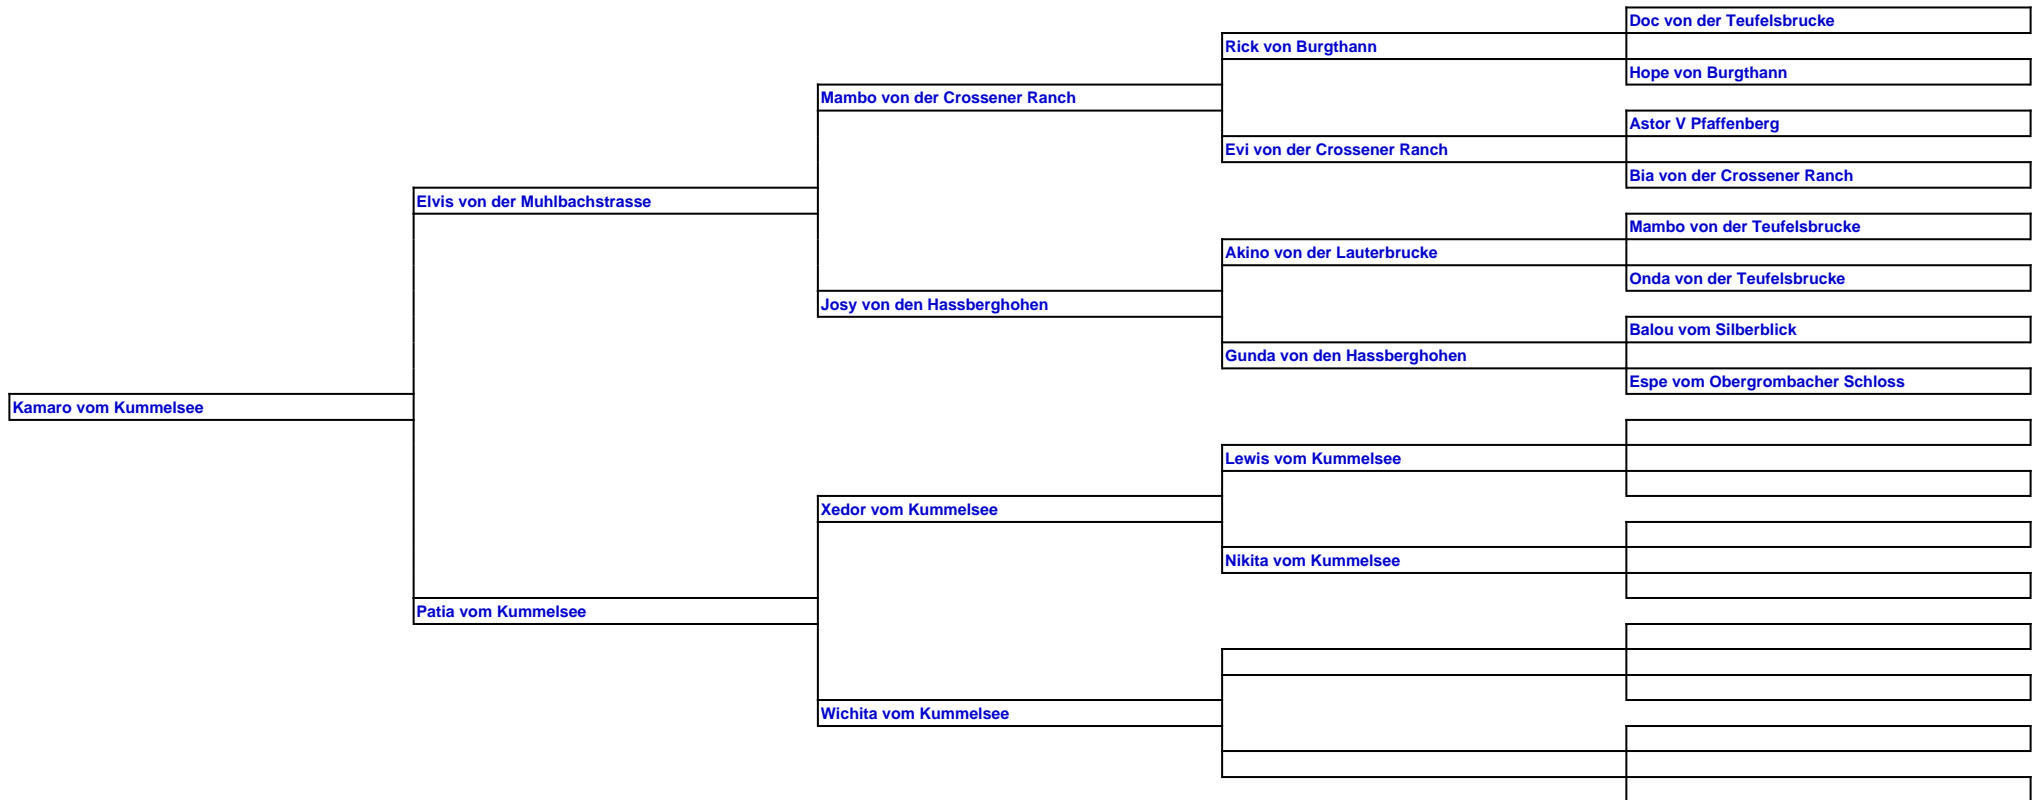 Doc von der Teufelsbrucke
Rick von Burgthann
Hope von Burgthann
Mambo von der Crossener Ranch
Astor V Pfaffenberg
Evi von der Crossener Ranch
Bia von der Crossener Ranch
Elvis von der Muhlbachstrasse
Mambo von der Teufelsbrucke
Akino von der Lauterbrucke
Onda von der Teufelsbrucke
Josy von den Hassberghohen
Balou vom Silberblick
Gunda von den Hassberghohen
Espe vom Obergrombacher Schloss
Kamaro vom Kummelsee
Lewis vom Kummelsee
Xedor vom Kummelsee
Nikita vom Kummelsee
Patia vom Kummelsee
Wichita vom Kummelsee